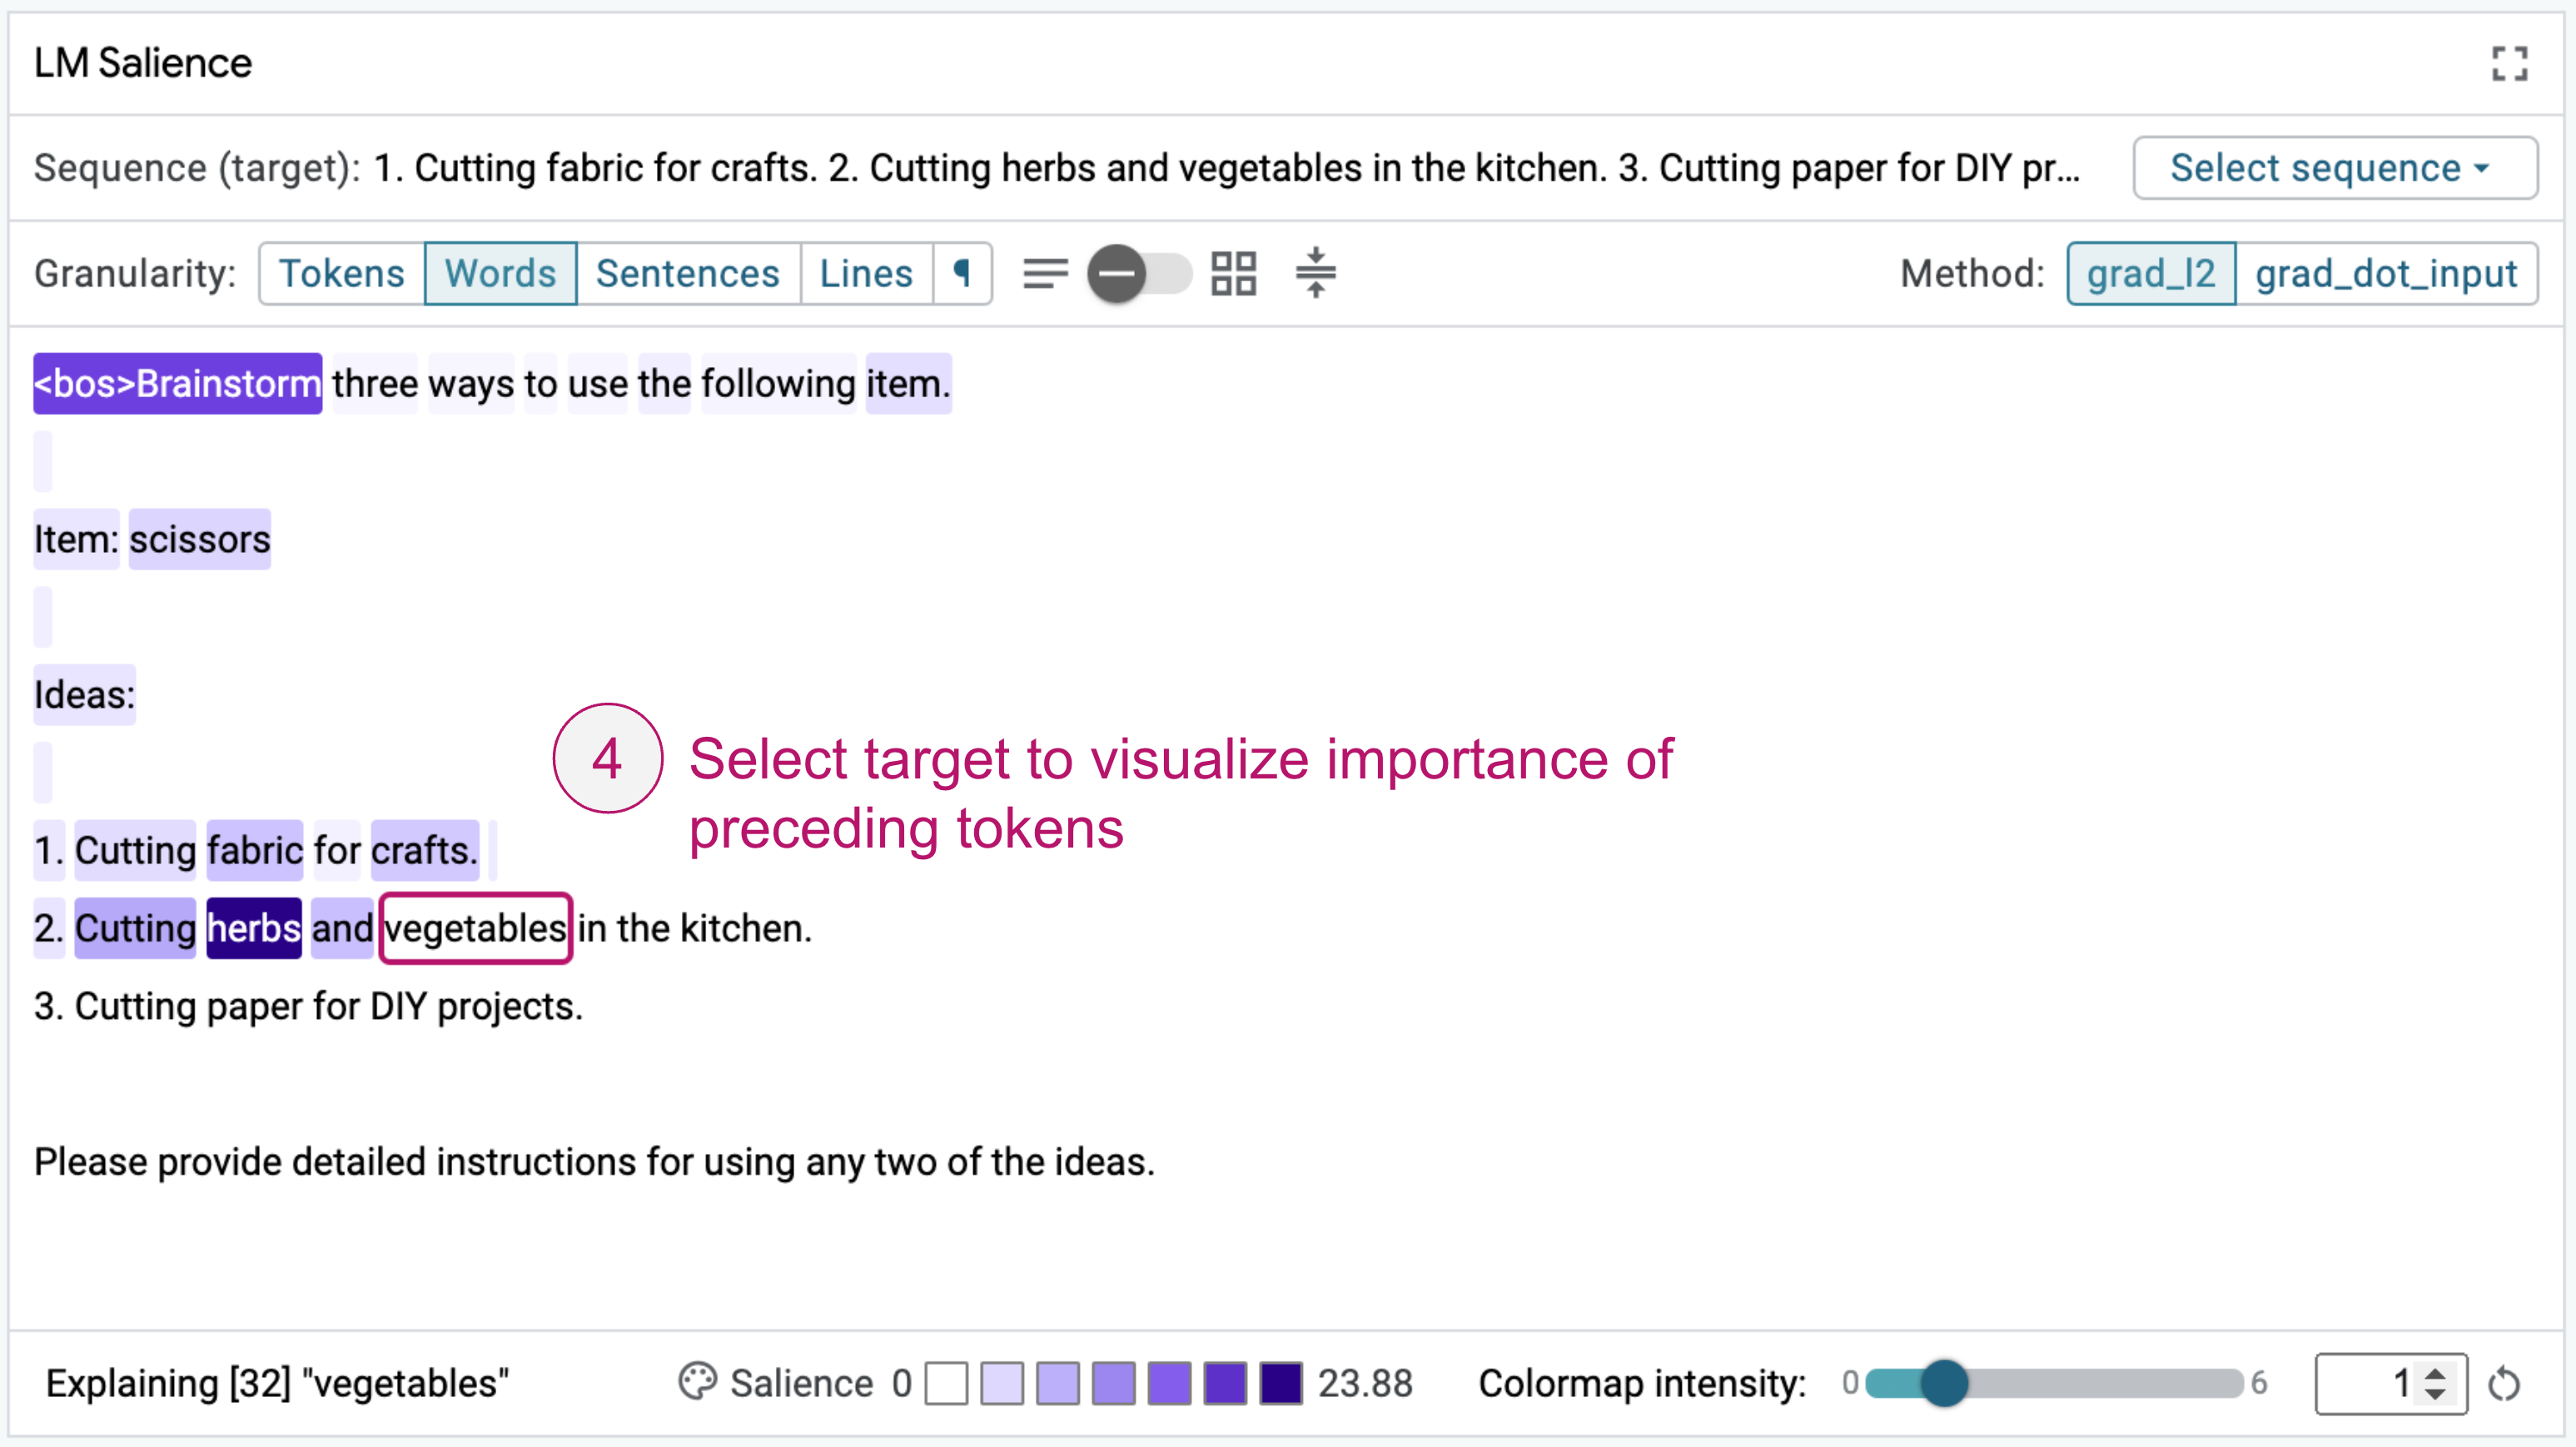 LM Salience
Sequence (target): 1. Cutting fabric for crafts. 2. Cutting herbs and vegetables in the kitchen. 3. Cutting paper for DIY pr... Select sequence
Granularity: Tokens Words Sentences Lines ¶ Method: grad_l2 grad_dot_input
<bos>Brainstorm three ways to use the following item.
Item: scissors
Ideas:
4 Select target to visualize importance of
preceding tokens
1. Cutting fabric for crafts.
2. Cutting herbs and vegetables in the kitchen.
3. Cutting paper for DIY projects.
Please provide detailed instructions for using any two of the ideas.
Explaining [32] "vegetables" Salience 0 23.88 Colormap intensity: 0 6 1